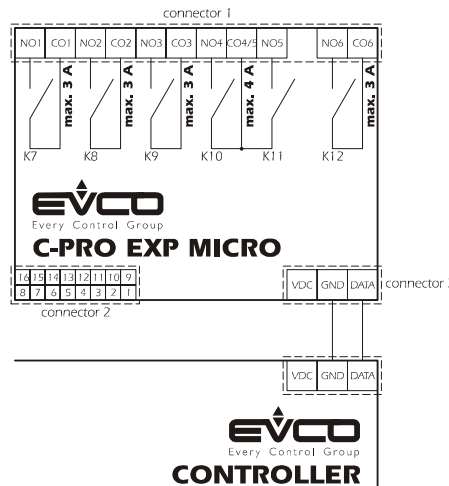 connector 1
NO1 CO1 NO2 CO2 NO3 CO3 NO4 CO4/5 NO5 NO6 CO6
max. 3 A max. 3 A max. 3 A max. 4 A max. 3 A
K7 K8 K9 K10 K11 K12
EVCO
Every Control Group
C-PRO EXP MICRO
16 15 14 13 12 11 10 9
8 7 6 5 4 3 2 1
connector 2
VDC GND DATA
connector
VDC GND DATA
EVCO
Every Control Group
CONTROLLER